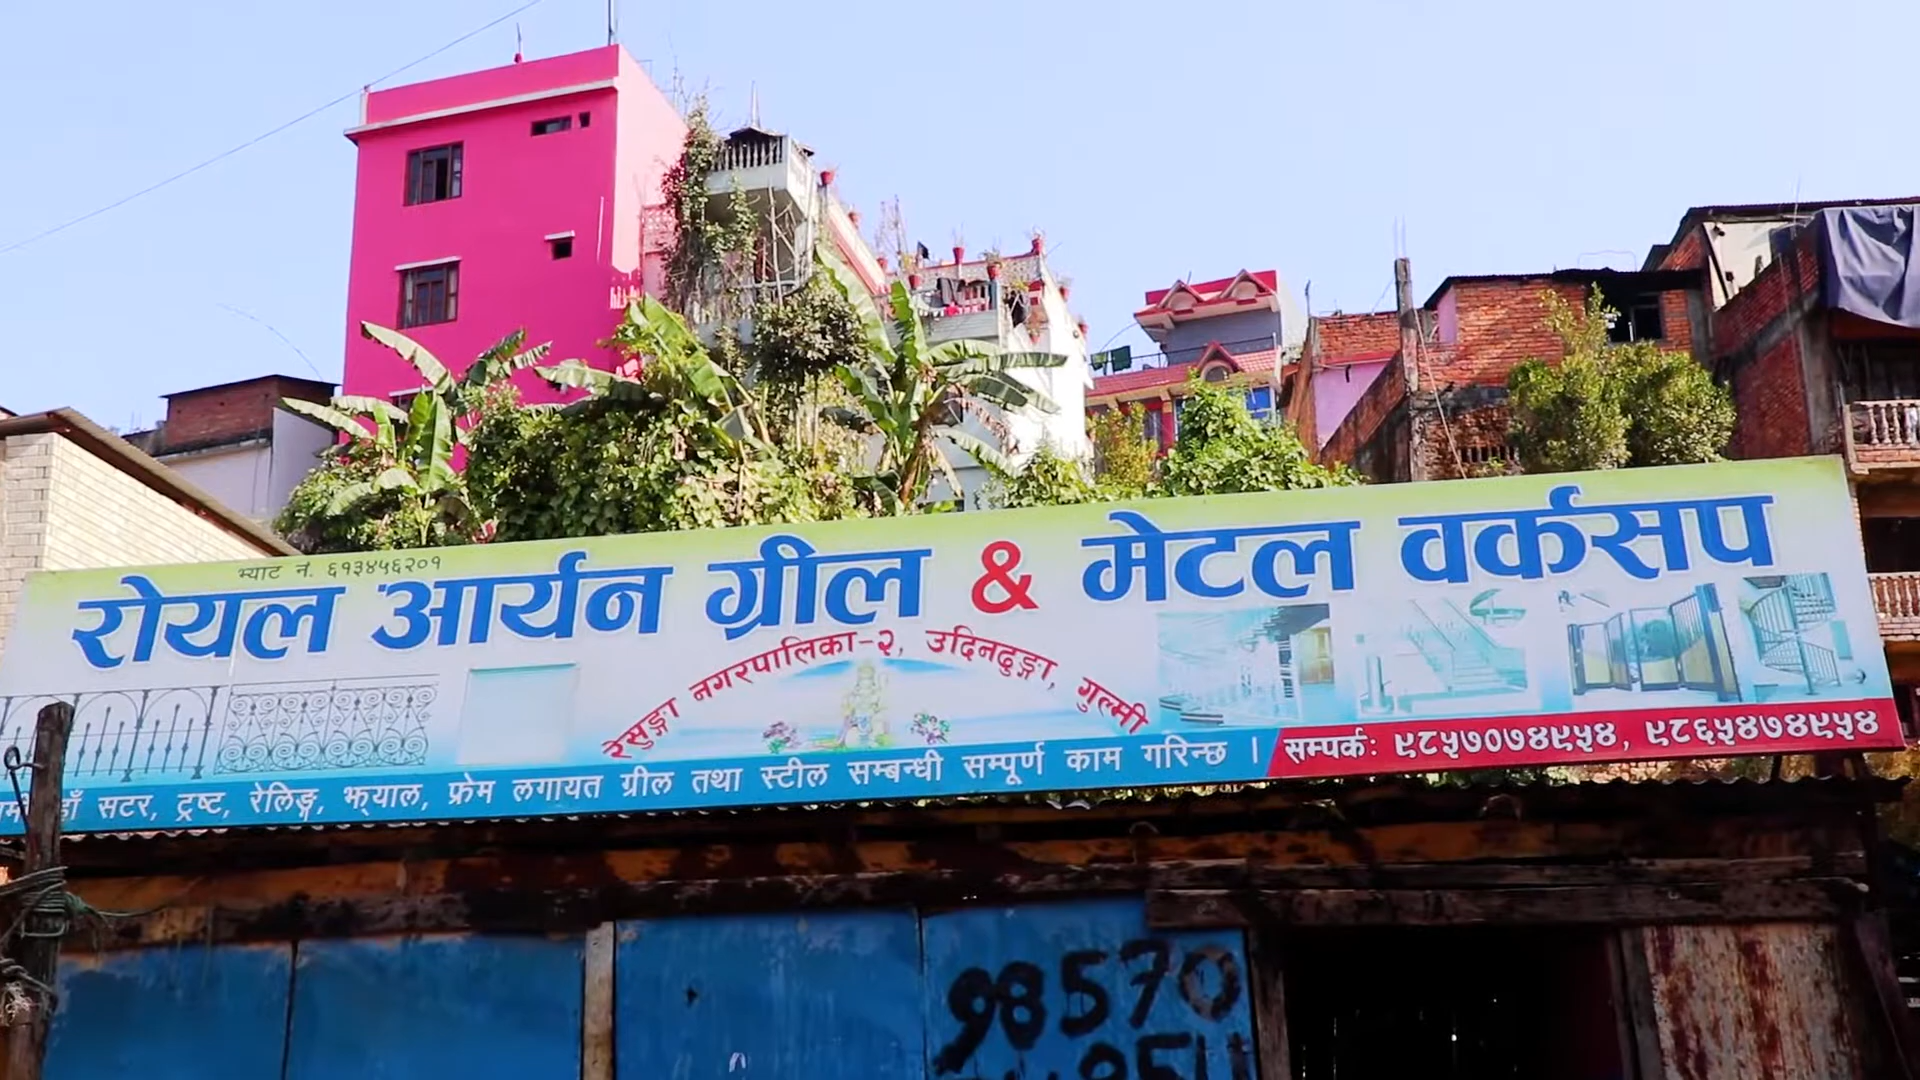 भ्याट नं. ६१३४५६२०१
रोयल आर्यन ग्रील & मेटल वर्कसप
रेसुङ्गा नगरपालिका-२, उदिनढुङ्गा, गुल्मी
सटर, ट्रष्ट, रेलिङ्ग, झ्याल, फ्रेम लगायत ग्रील तथा स्टील सम्बन्धी सम्पूर्ण काम गरिन्छ ।
सम्पर्कः ९८५७०७४९५४, ९८६५४७४९५४
98570